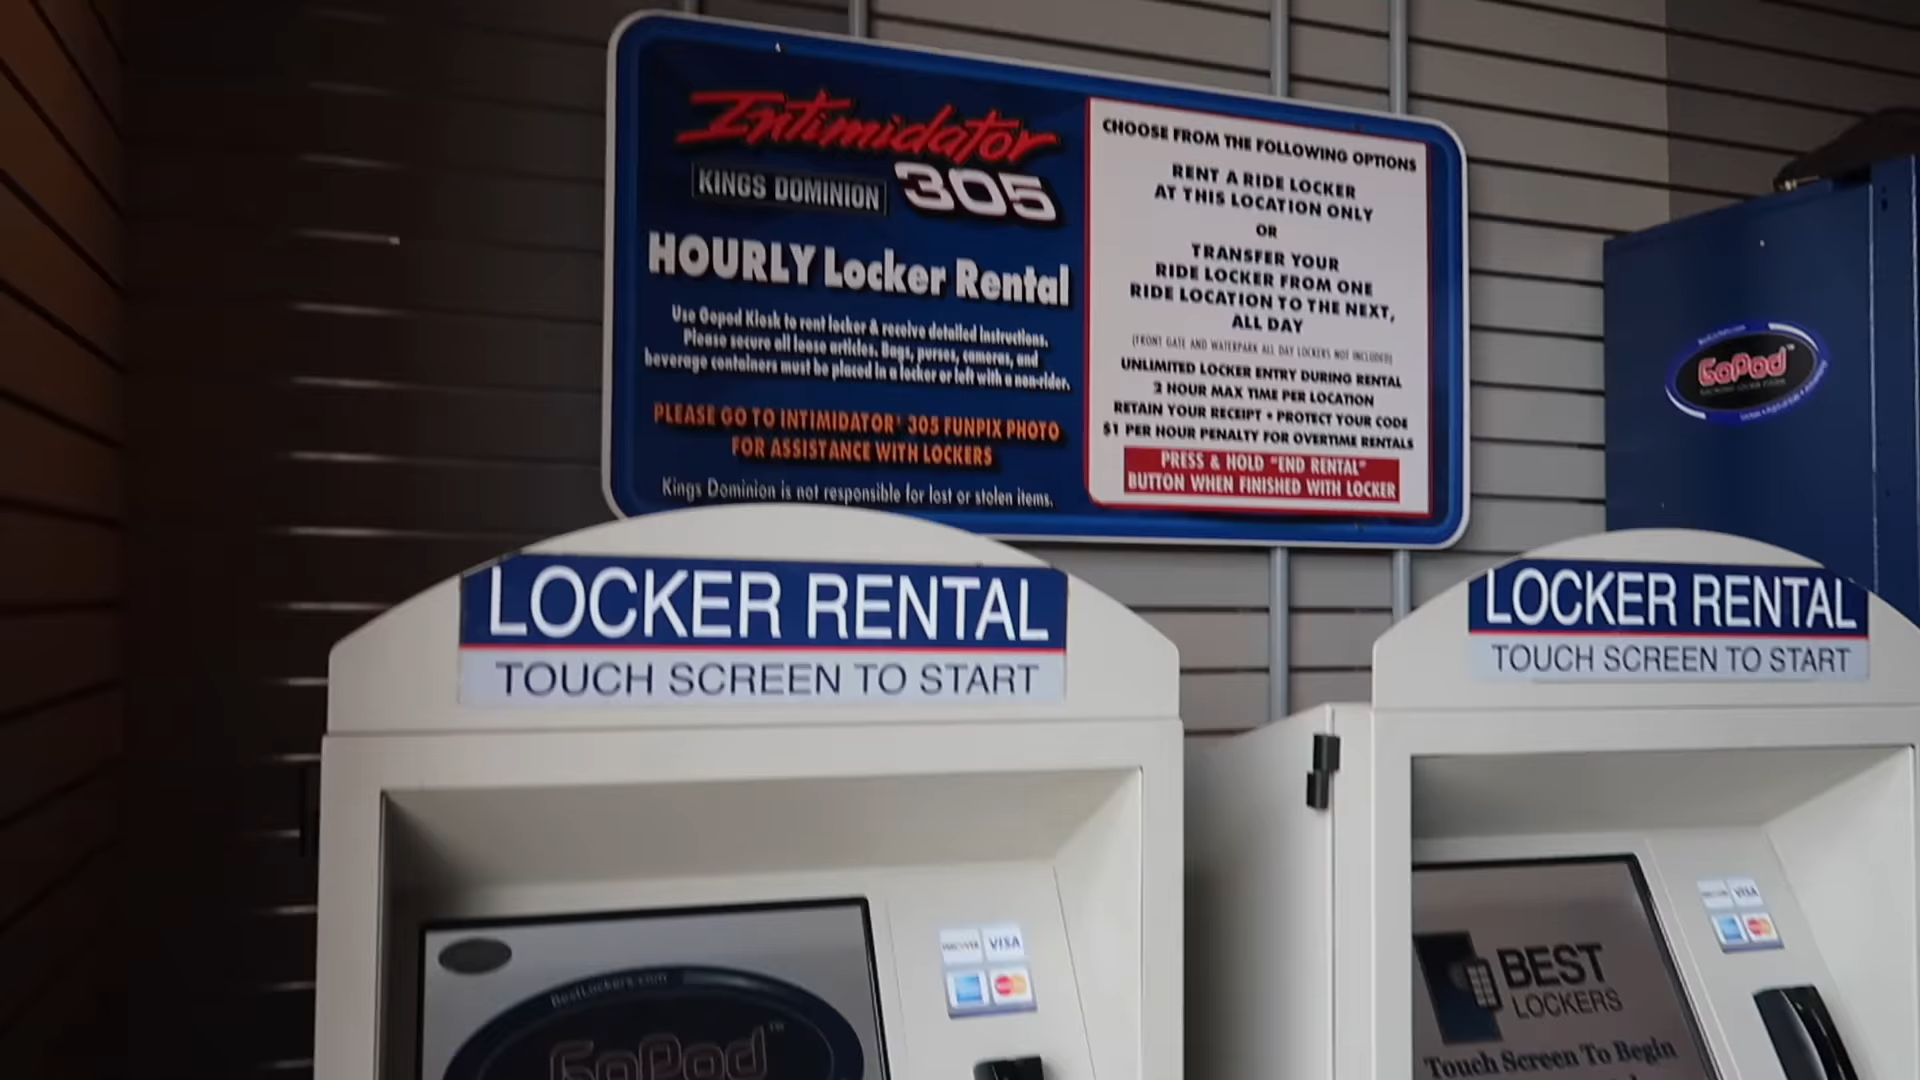 Intimidator
KINGS DOMINION 305
HOURLY Locker Rental
Use Gopod Kiosk to rent locker & receive detailed instructions.
Please secure all loose articles. Bags, purses, cameras, and
beverage containers must be placed in a locker or left with a non-rider.
PLEASE GO TO INTIMIDATOR® 305 FUNPIX PHOTO
FOR ASSISTANCE WITH LOCKERS
Kings Dominion is not responsible for lost or stolen items.
CHOOSE FROM THE FOLLOWING OPTIONS
RENT A RIDE LOCKER
AT THIS LOCATION ONLY
OR
TRANSFER YOUR
RIDE LOCKER FROM ONE
RIDE LOCATION TO THE NEXT,
ALL DAY
(FRONT GATE AND WATERPARK ALL DAY LOCKERS NOT INCLUDED)
UNLIMITED LOCKER ENTRY DURING RENTAL
2 HOUR MAX TIME PER LOCATION
RETAIN YOUR RECEIPT • PROTECT YOUR CODE
$1 PER HOUR PENALTY FOR OVERTIME RENTALS
PRESS & HOLD "END RENTAL"
BUTTON WHEN FINISHED WITH LOCKER
GoPod™
LOCKER RENTAL
TOUCH SCREEN TO START
LOCKER RENTAL
TOUCH SCREEN TO START
DISCOVER VISA
BestLockers.com
GoPod™
VISA
BEST
LOCKERS
Touch Screen To Begin